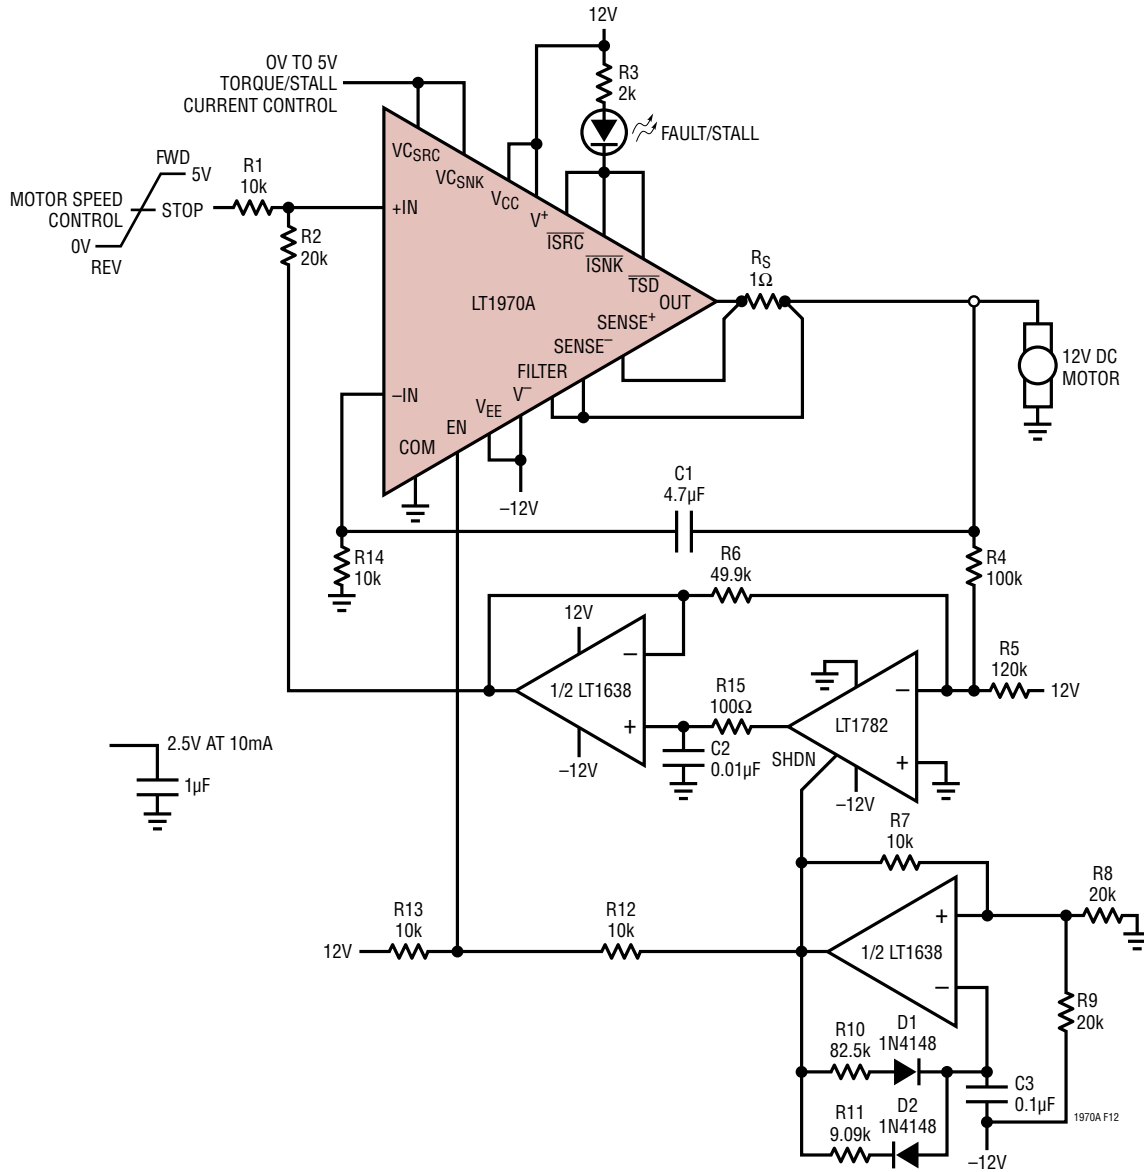 12V
0V TO 5V
TORQUE/STALL
CURRENT CONTROL
R3
2k
FAULT/STALL
FWD
5V
MOTOR SPEED
CONTROL
STOP
0V
REV
R1
10k
R2
20k
+IN
VCSRC
VCSNK
VCC
V+
ISRC
ISNK
TSD
OUT
LT1970A
SENSE+
SENSE–
FILTER
V–
VEE
EN
COM
–IN
–12V
RS
1Ω
12V DC
MOTOR
C1
4.7µF
R14
10k
R6
49.9k
R4
100k
12V
1/2 LT1638
–
+
–12V
R15
100Ω
C2
0.01µF
LT1782
–
+
SHDN
–12V
R5
120k
12V
2.5V AT 10mA
1µF
R7
10k
R8
20k
R13
10k
12V
R12
10k
+
1/2 LT1638
–
R9
20k
R10
82.5k
D1
1N4148
R11
9.09k
D2
1N4148
C3
0.1µF
–12V
1970A F12